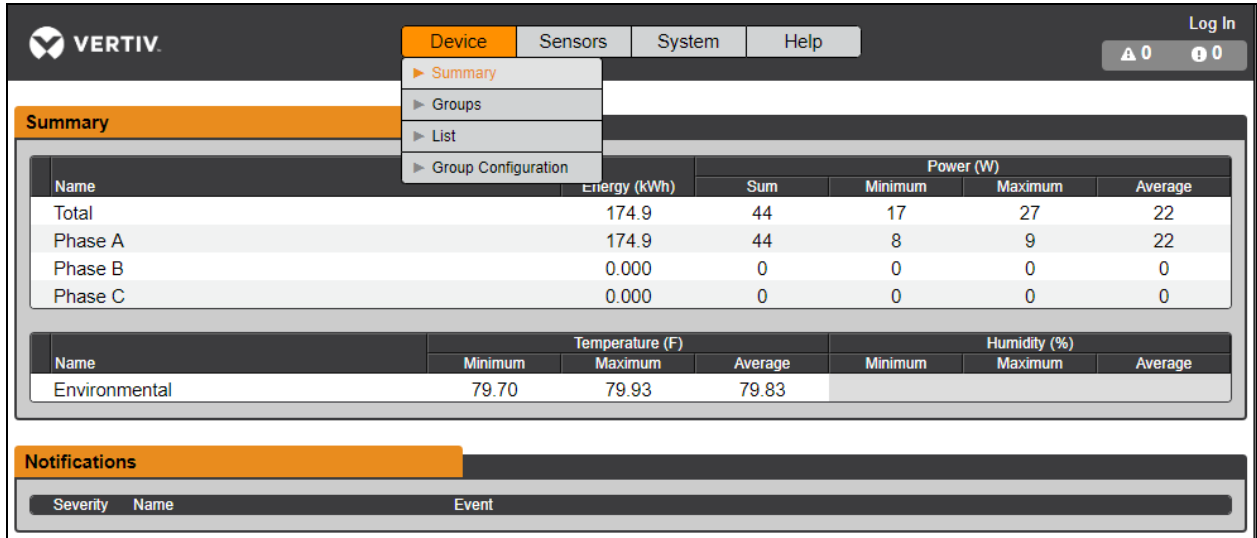 Log In
VERTIV.
Device Sensors System Help
0 0
Summary
Groups
List
Group Configuration
Summary
Power (W)
Name Energy (kWh) Sum Minimum Maximum Average
Total 174.9 44 17 27 22
Phase A 174.9 44 8 9 22
Phase B 0.000 0 0 0 0
Phase C 0.000 0 0 0 0
Temperature (F) Humidity (%)
Name Minimum Maximum Average Minimum Maximum Average
Environmental 79.70 79.93 79.83
Notifications
Severity Name Event